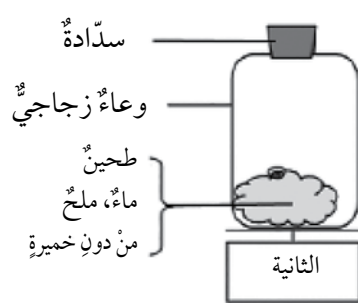 سدّادةٌ
وعاءٌ زجاجيٌّ
طحينٌ
ماءٌ، ملحٌ
منْ دونِ خميرةٍ
الثانية